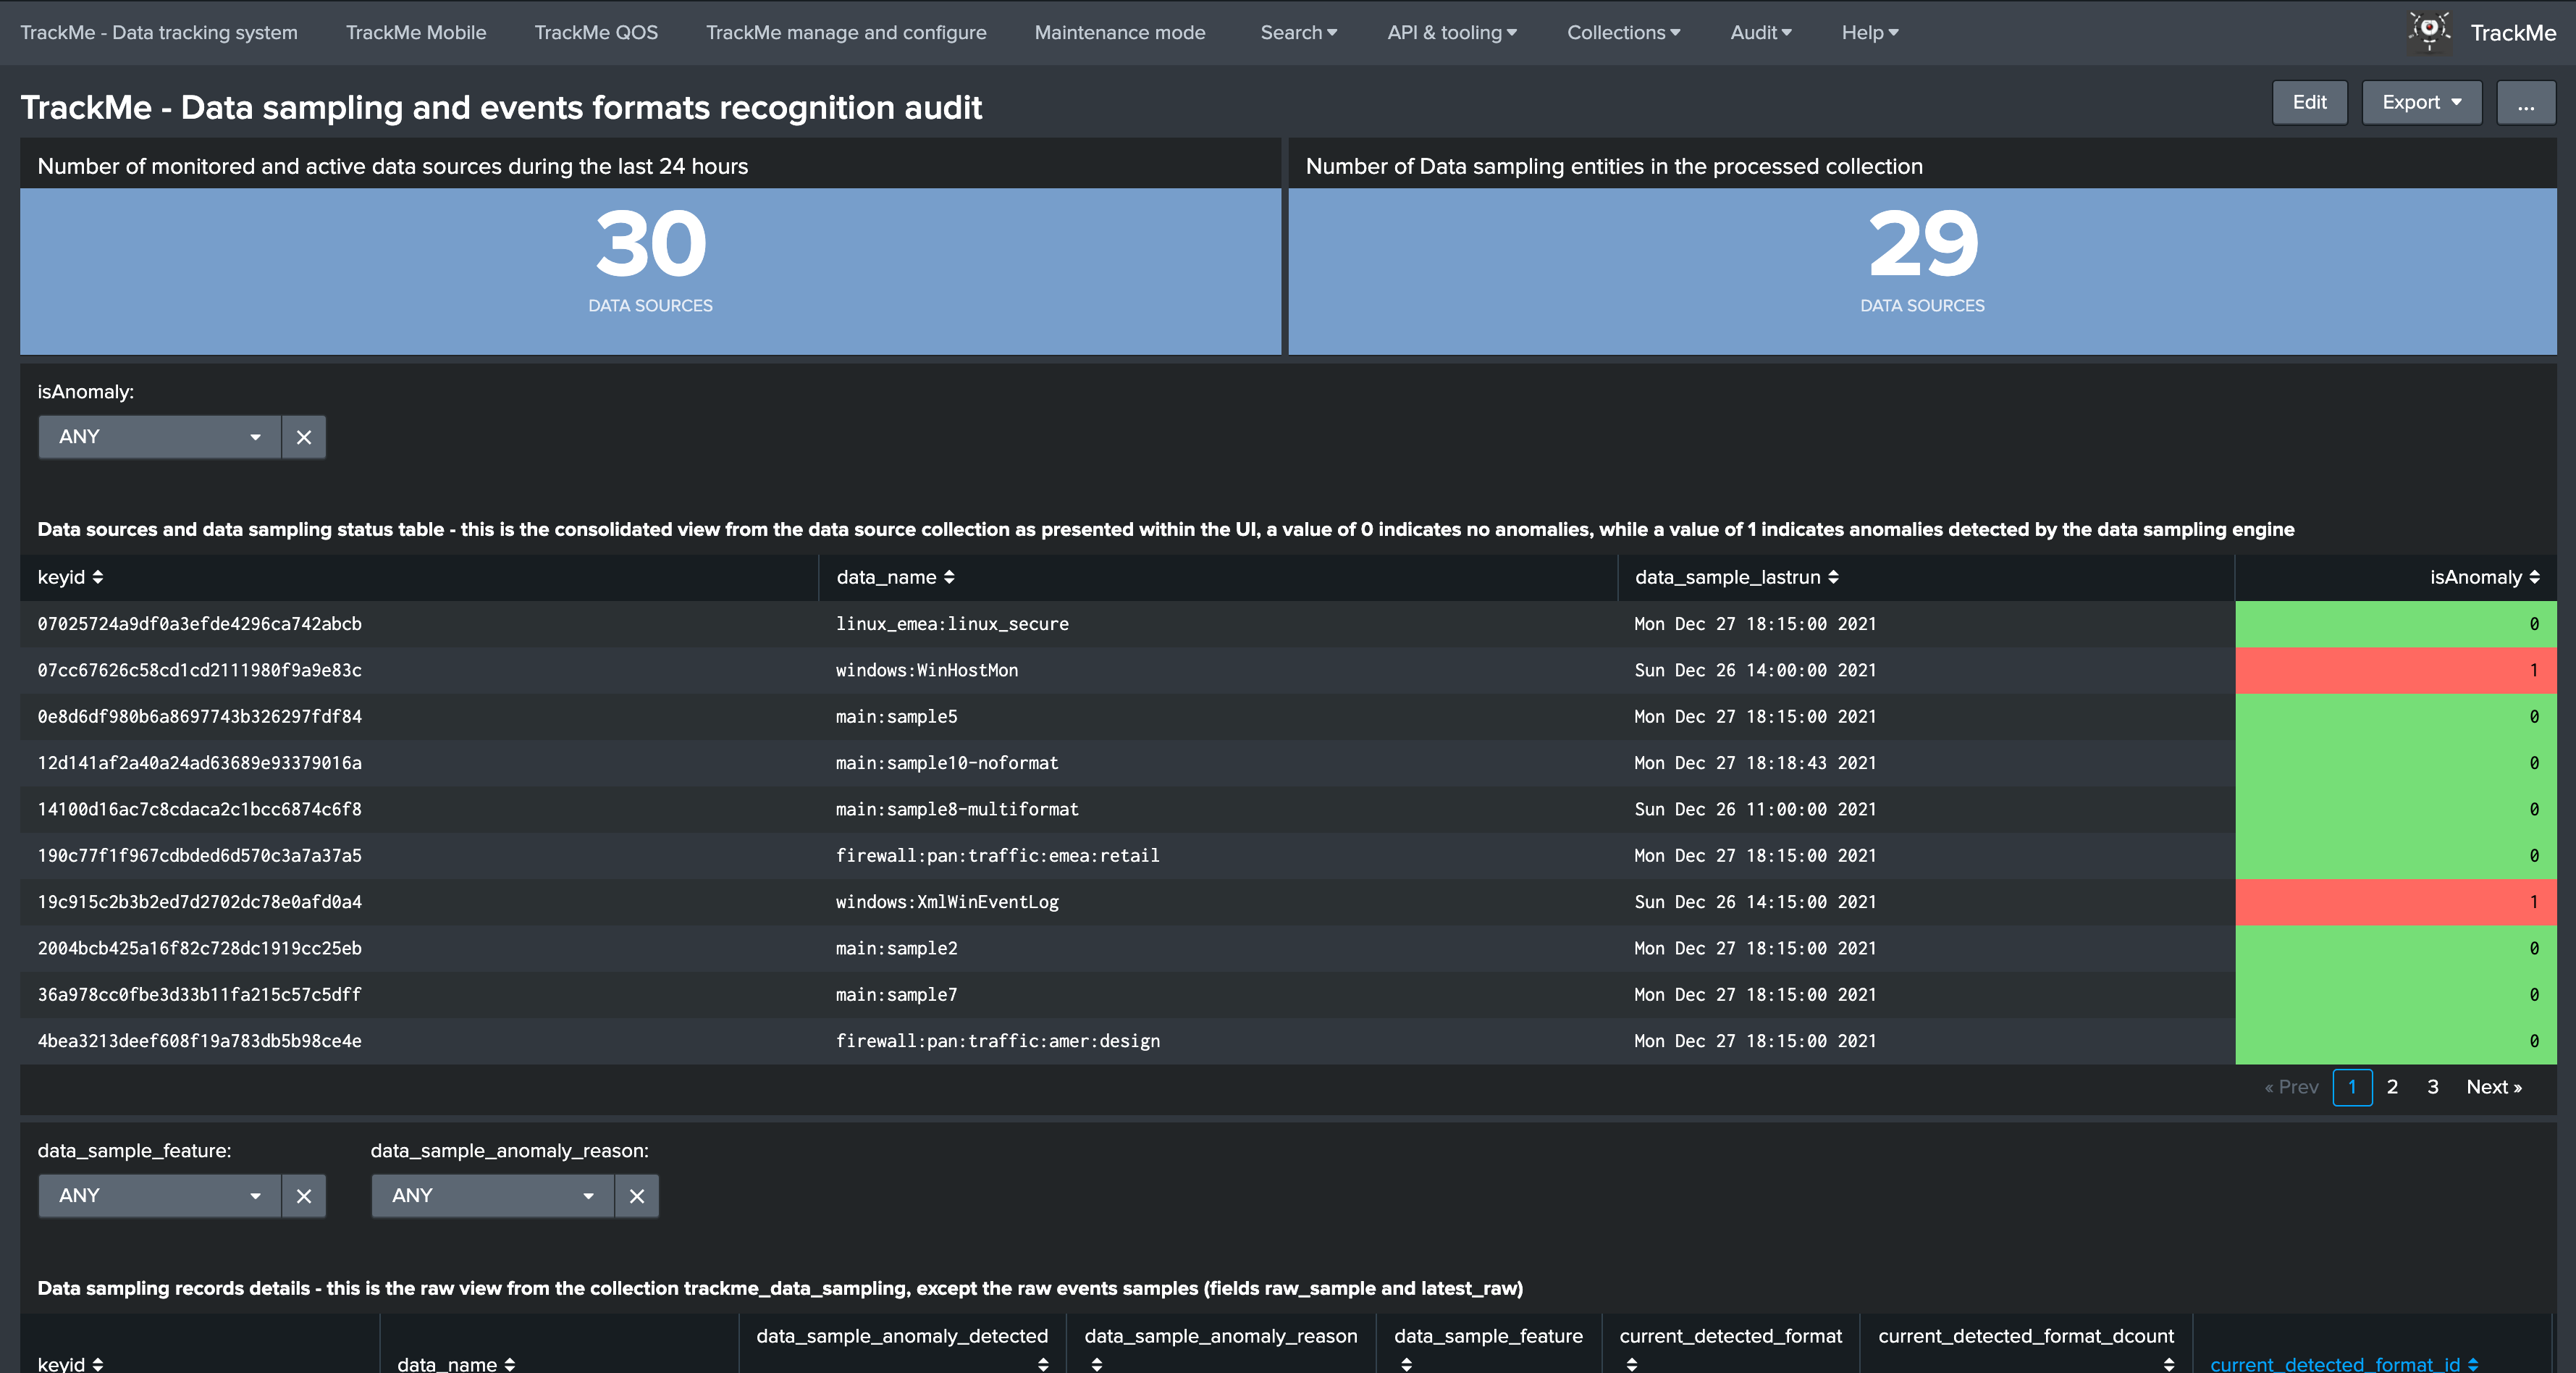 TrackMe - Data tracking system TrackMe Mobile TrackMe QOS TrackMe manage and configure Maintenance mode Search API & tooling Collections Audit Help TrackMe
TrackMe - Data sampling and events formats recognition audit Edit Export ...
Number of monitored and active data sources during the last 24 hours Number of Data sampling entities in the processed collection
30 29
DATA SOURCES DATA SOURCES
isAnomaly:
ANY
Data sources and data sampling status table - this is the consolidated view from the data source collection as presented within the UI, a value of 0 indicates no anomalies, while a value of 1 indicates anomalies detected by the data sampling engine
keyid data_name data_sample_lastrun isAnomaly
07025724a9df0a3efde4296ca742abcb linux_emea:linux_secure Mon Dec 27 18:15:00 2021 0
07cc67626c58cd1cd2111980f9a9e83c windows:WinHostMon Sun Dec 26 14:00:00 2021 1
0e8d6df980b6a8697743b326297fdf84 main:sample5 Mon Dec 27 18:15:00 2021 0
12d141af2a40a24ad63689e93379016a main:sample10-noformat Mon Dec 27 18:18:43 2021 0
14100d16ac7c8cdaca2c1bcc6874c6f8 main:sample8-multiformat Sun Dec 26 11:00:00 2021 0
190c77f1f967cdbded6d570c3a7a37a5 firewall:pan:traffic:emea:retail Mon Dec 27 18:15:00 2021 0
19c915c2b3b2ed7d2702dc78e0afd0a4 windows:XmlWinEventLog Sun Dec 26 14:15:00 2021 1
2004bcb425a16f82c728dc1919cc25eb main:sample2 Mon Dec 27 18:15:00 2021 0
36a978cc0fbe3d33b11fa215c57c5dff main:sample7 Mon Dec 27 18:15:00 2021 0
4bea3213deef608f19a783db5b98ce4e firewall:pan:traffic:amer:design Mon Dec 27 18:15:00 2021 0
« Prev 1 2 3 Next »
data_sample_feature: data_sample_anomaly_reason:
ANY ANY
Data sampling records details - this is the raw view from the collection trackme_data_sampling, except the raw events samples (fields raw_sample and latest_raw)
keyid data_name data_sample_anomaly_detected data_sample_anomaly_reason data_sample_feature current_detected_format current_detected_format_dcount current_detected_format_id